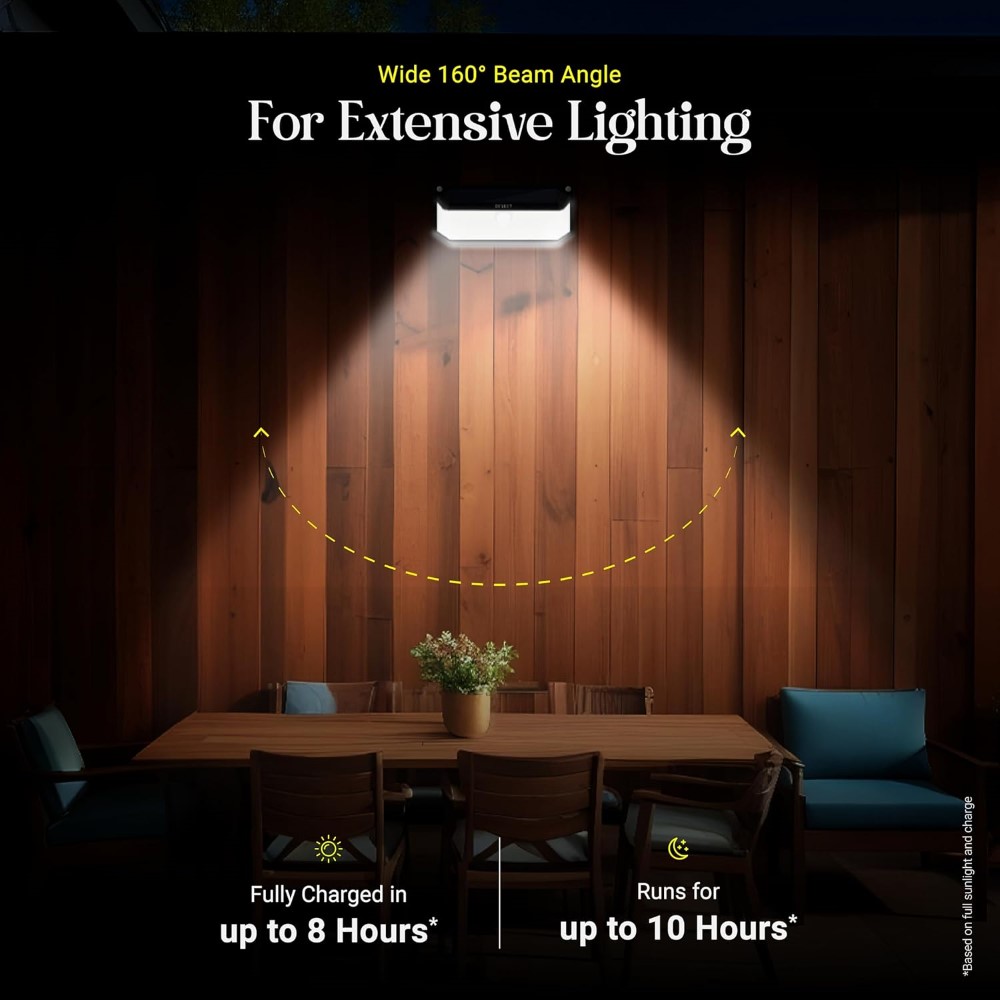 Wide 160° Beam Angle
For Extensive Lighting
Fully Charged in
up to 8 Hours*
Runs for
up to 10 Hours*
*Based on full sunlight and charge